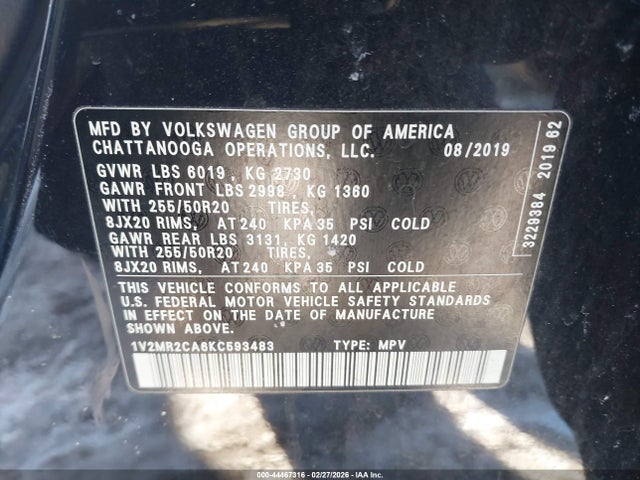 MFD BY VOLKSWAGEN GROUP OF AMERICA
CHATTANOOGA OPERATIONS, LLC. 08/2019
GVWR LBS 6019 , KG 2730
GAWR FRONT LBS 2998 , KG 1360
WITH 255/50R20 TIRES,
8JX20 RIMS, AT 240 KPA 35 PSI COLD
GAWR REAR LBS 3131, KG 1420
WITH 255/50R20 TIRES,
8JX20 RIMS, AT 240 KPA 35 PSI COLD
THIS VEHICLE CONFORMS TO ALL APPLICABLE
U.S. FEDERAL MOTOR VEHICLE SAFETY STANDARDS
IN EFFECT ON THE DATE OF MANUFACTURE
SHOWN ABOVE.
1V2MR2CA6KC593483 TYPE: MPV
3229384 2019 62
000-44467316 - 02/27/2026 - IAA Inc.